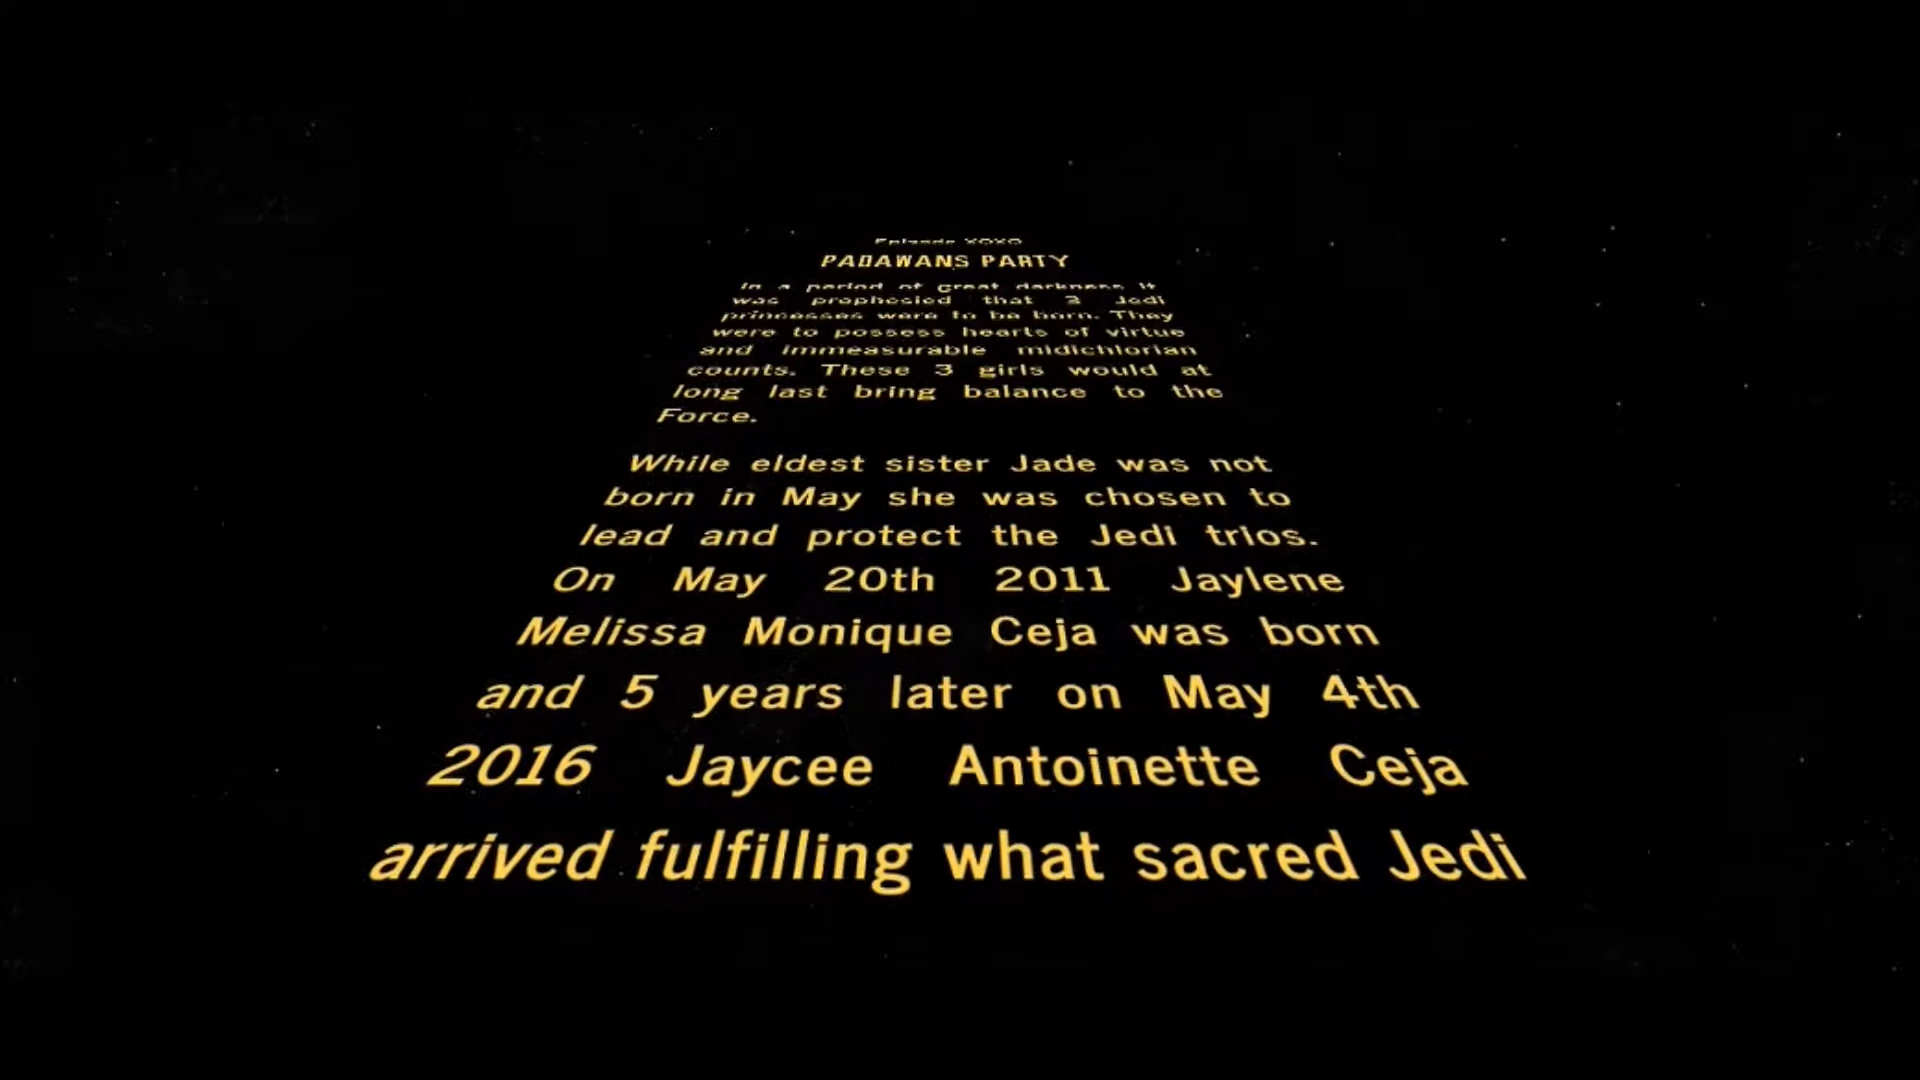 Episode XOXO
PADAWANS PARTY
In a period of great darkness it
was prophesied that 3 Jedi
princesses were to be born. They
were to possess hearts of virtue
and immeasurable midichlorian
counts. These 3 girls would at
long last bring balance to the
Force.
While eldest sister Jade was not
born in May she was chosen to
lead and protect the Jedi trios.
On May 20th 2011 Jaylene
Melissa Monique Ceja was born
and 5 years later on May 4th
2016 Jaycee Antoinette Ceja
arrived fulfilling what sacred Jedi